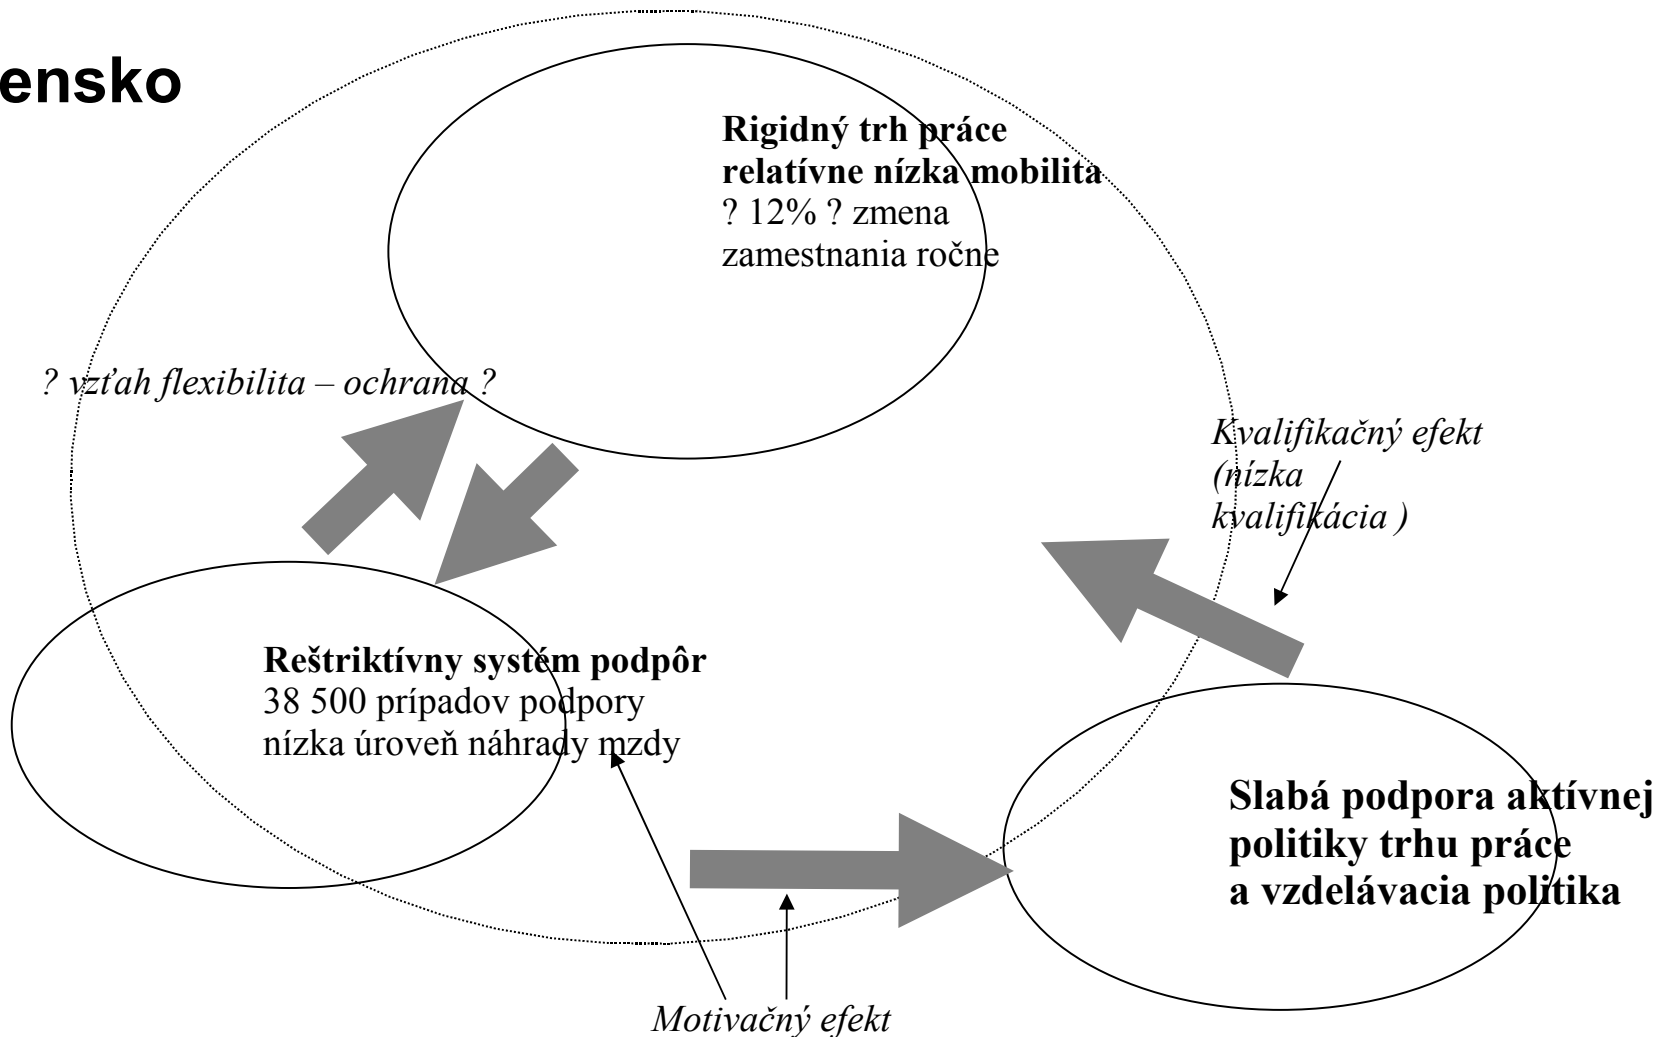 ensko
Rigidný trh práce
relatívne nízka mobilita
? 12% ? zmena
zamestnania ročne
? vzťah flexibilita – ochrana ?
Kvalifikačný efekt
(nízka
kvalifikácia )
Reštriktívny systém podpôr
38 500 prípadov podpory
nízka úroveň náhrady mzdy
Slabá podpora aktívnej
politiky trhu práce
a vzdelávacia politika
Motivačný efekt